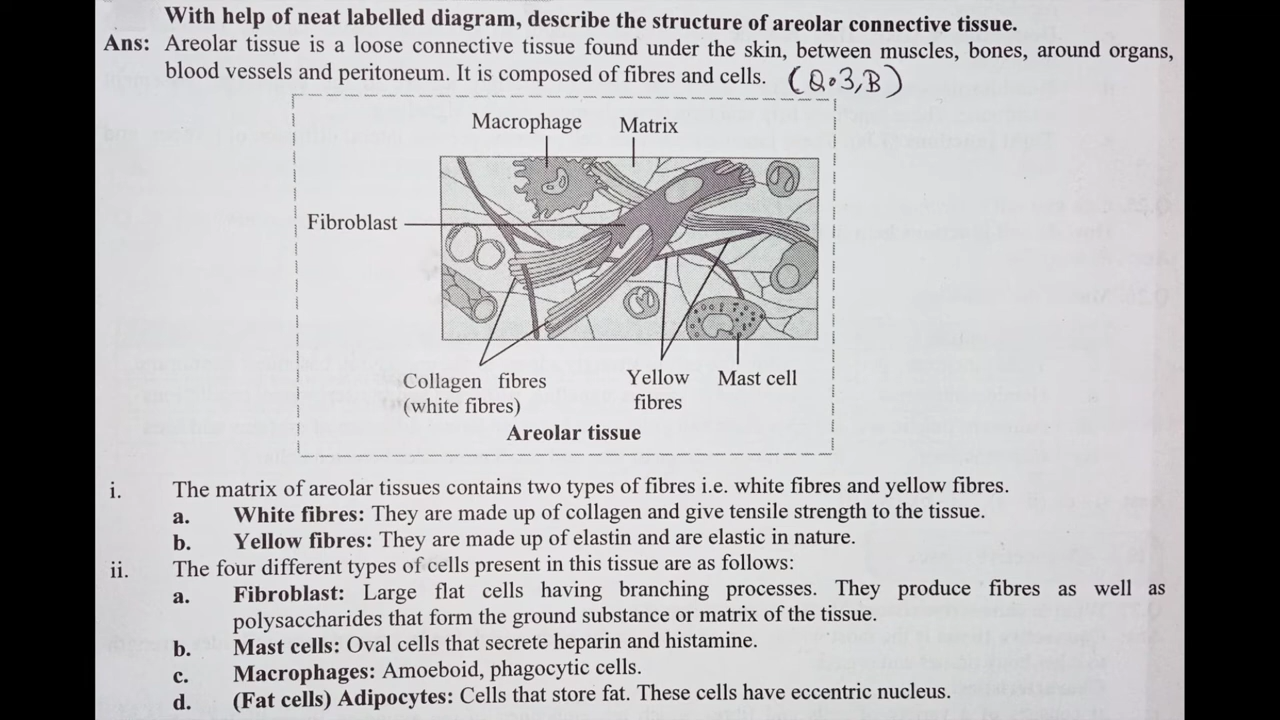 With help of neat labelled diagram, describe the structure of areolar connective tissue.
Ans: Areolar tissue is a loose connective tissue found under the skin, between muscles, bones, around organs,
blood vessels and peritoneum. It is composed of fibres and cells. (Q.3,B)
Macrophage Matrix
Fibroblast
Collagen fibres
(white fibres)
Yellow
fibres
Mast cell
Areolar tissue
i. The matrix of areolar tissues contains two types of fibres i.e. white fibres and yellow fibres.
a. White fibres: They are made up of collagen and give tensile strength to the tissue.
b. Yellow fibres: They are made up of elastin and are elastic in nature.
ii. The four different types of cells present in this tissue are as follows:
a. Fibroblast: Large flat cells having branching processes. They produce fibres as well as
polysaccharides that form the ground substance or matrix of the tissue.
b. Mast cells: Oval cells that secrete heparin and histamine.
c. Macrophages: Amoeboid, phagocytic cells.
d. (Fat cells) Adipocytes: Cells that store fat. These cells have eccentric nucleus.